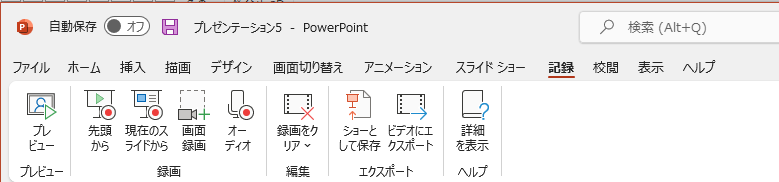 自動保存 オフ プレゼンテーション5 - PowerPoint 検索 (Alt+Q)
ファイル ホーム 挿入 描画 デザイン 画面切り替え アニメーション スライド ショー 記録 校閲 表示 ヘルプ
プレ
ビュー
先頭
から
現在のス
ライドから
画面
録画
オー
ディオ
録画をク
リア
ショーと
して保存
ビデオにエ
クスポート
詳細
を表示
プレビュー 録画 編集 エクスポート ヘルプ